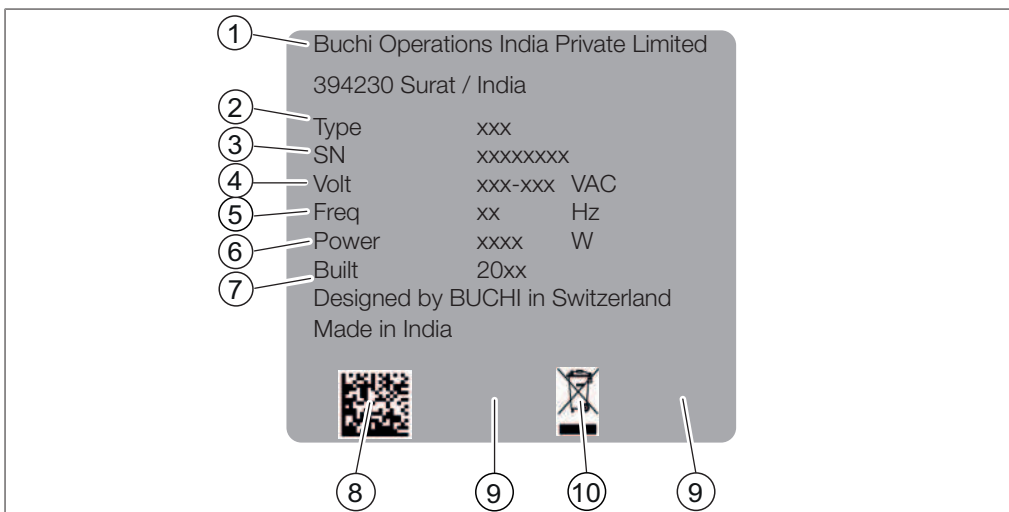 1 Buchi Operations India Private Limited
394230 Surat / India
2 Type xxx
3 SN xxxxxxxx
4 Volt xxx-xxx VAC
5 Freq xx Hz
6 Power xxxx W
7 Built 20xx
Designed by BUCHI in Switzerland
Made in India
8 9 10 9